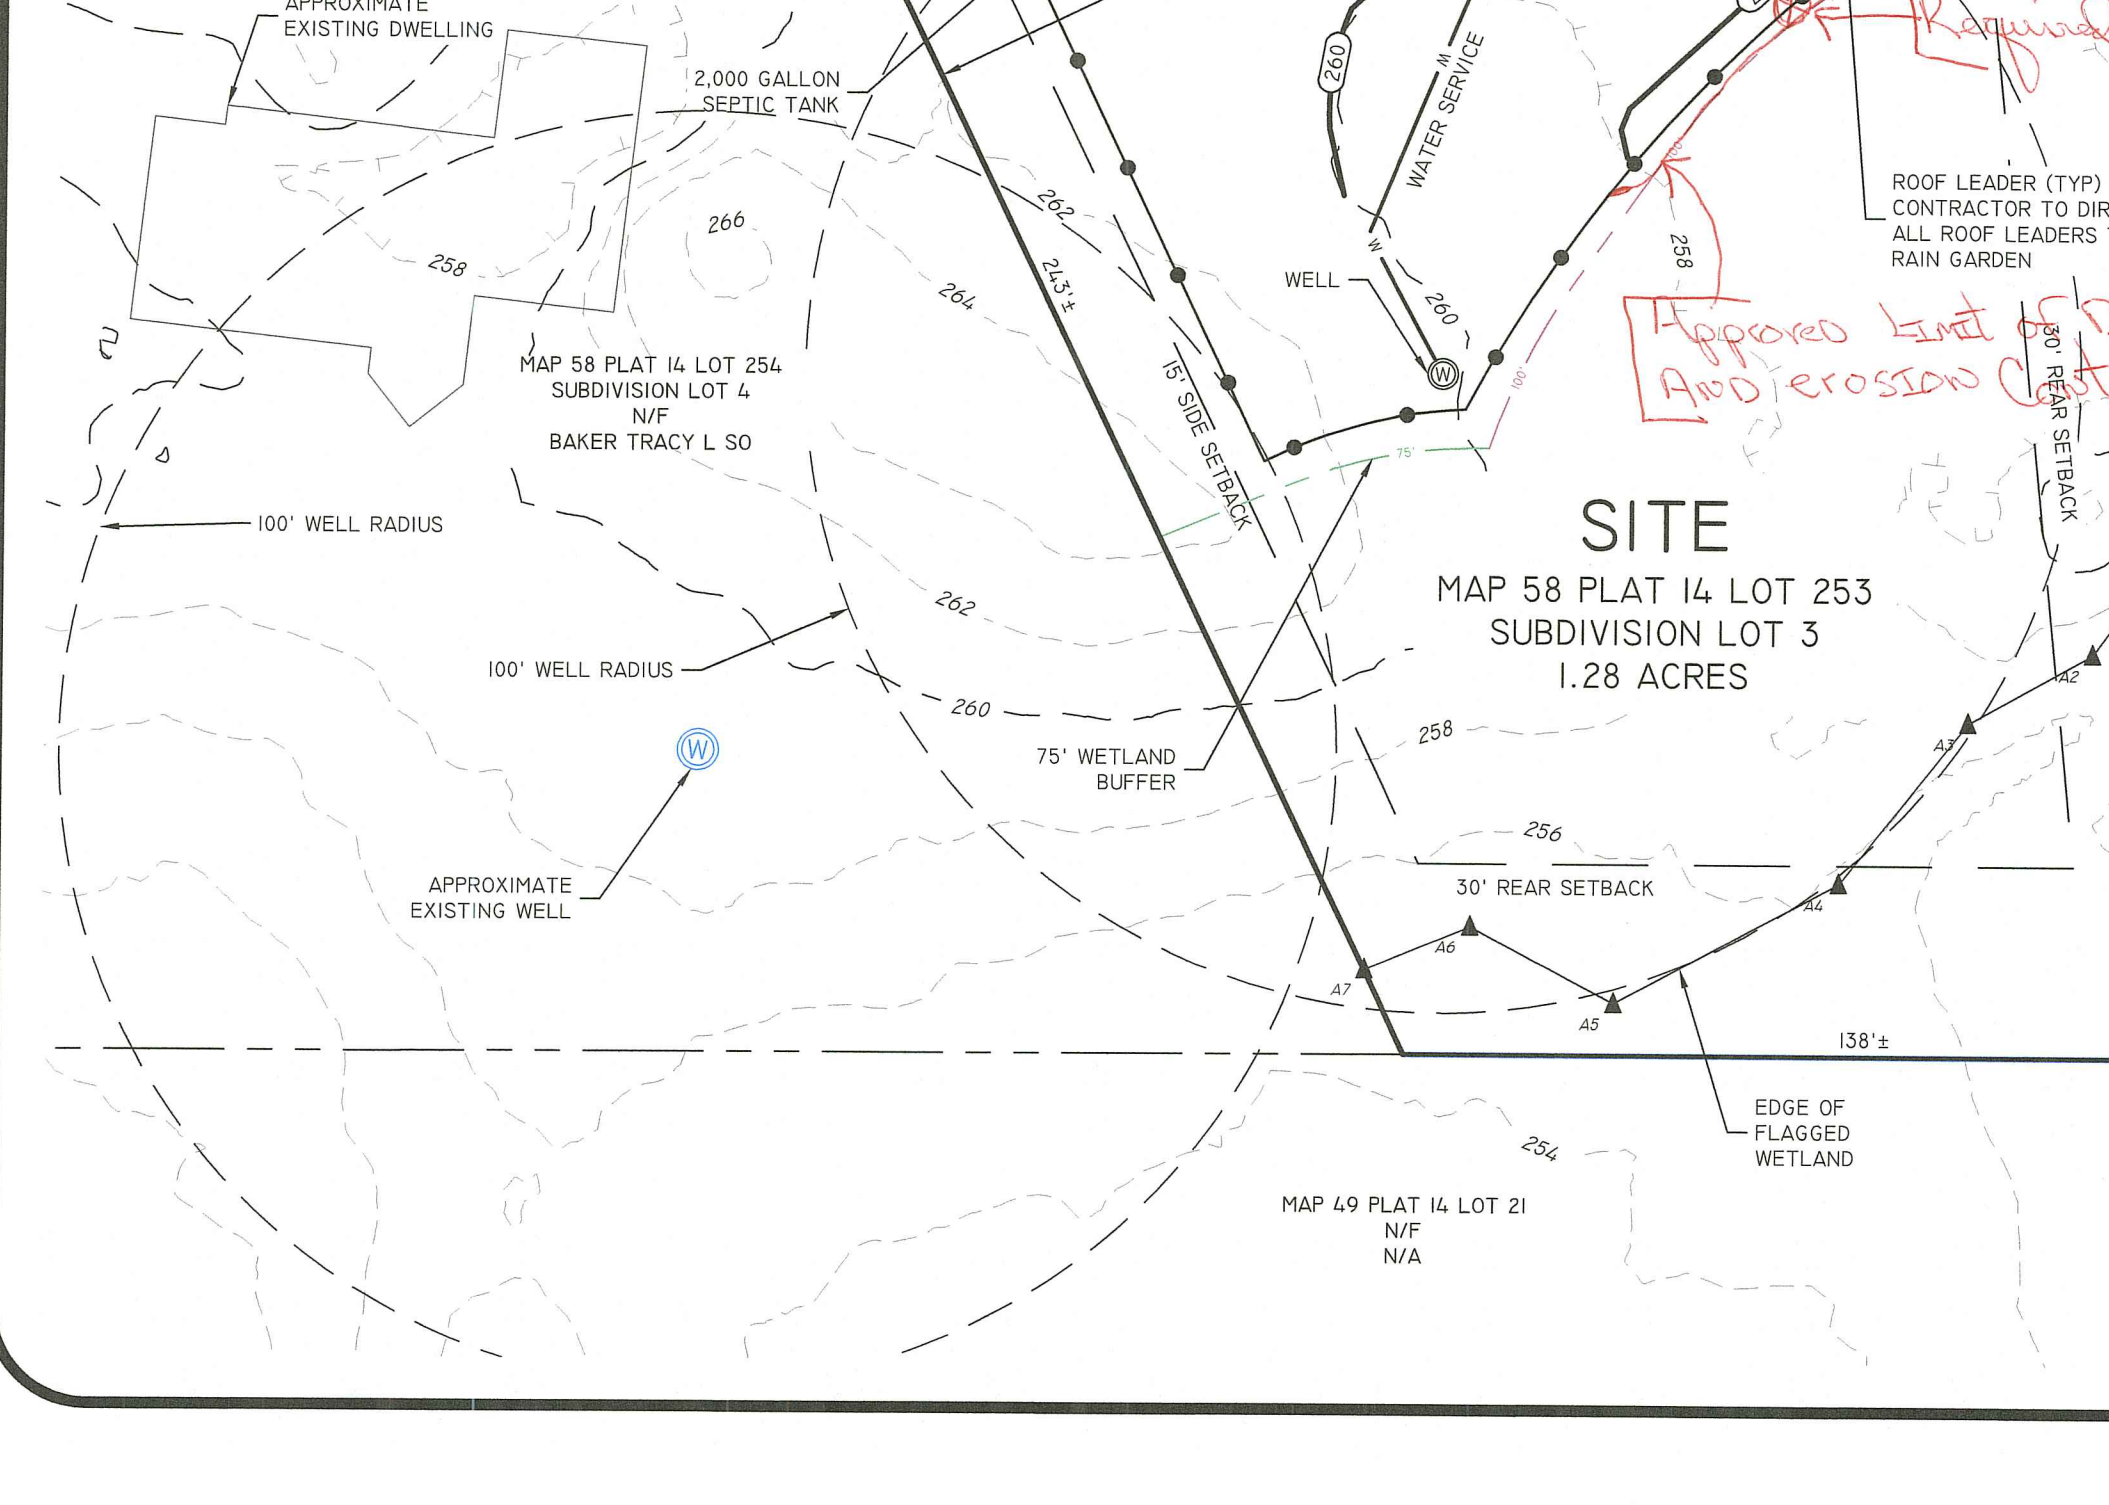 APPROXIMATE
EXISTING DWELLING
2,000 GALLON
SEPTIC TANK
260
WATER SERVICE
W
W
Required
ROOF LEADER (TYP)
CONTRACTOR TO DIR
ALL ROOF LEADERS
RAIN GARDEN
100'
258
262
266
258
264
243'±
WELL
260
W
Approved Limit of D
AND erosion Cont
30' REAR SETBACK
MAP 58 PLAT 14 LOT 254
SUBDIVISION LOT 4
N/F
BAKER TRACY L SO
15' SIDE SETBACK
100'
75'
100' WELL RADIUS
SITE
MAP 58 PLAT 14 LOT 253
SUBDIVISION LOT 3
1.28 ACRES
262
100' WELL RADIUS
260
258
A2
A3
W
75' WETLAND
BUFFER
256
APPROXIMATE
EXISTING WELL
30' REAR SETBACK
A4
A6
A7
A5
138'±
EDGE OF
FLAGGED
WETLAND
254
MAP 49 PLAT 14 LOT 21
N/F
N/A